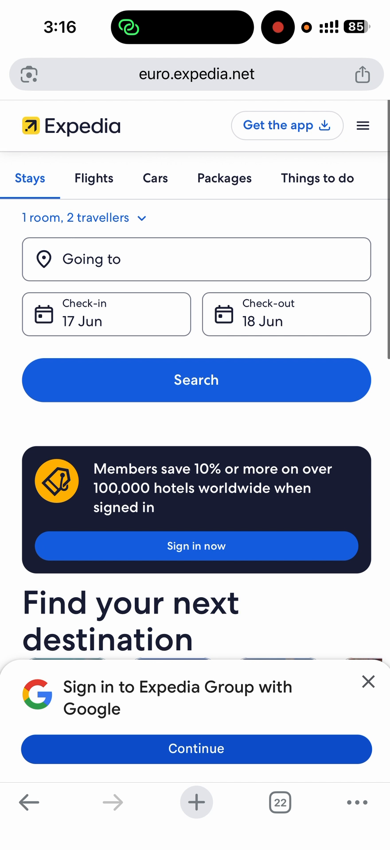 3:16
85
euro.expedia.net
Expedia
Get the app
Stays
Flights
Cars
Packages
Things to do
1 room, 2 travellers
Going to
Check-in
17 Jun
Check-out
18 Jun
Search
Members save 10% or more on over
100,000 hotels worldwide when
signed in
Sign in now
Find your next
destination
Sign in to Expedia Group with
Google
Continue
22